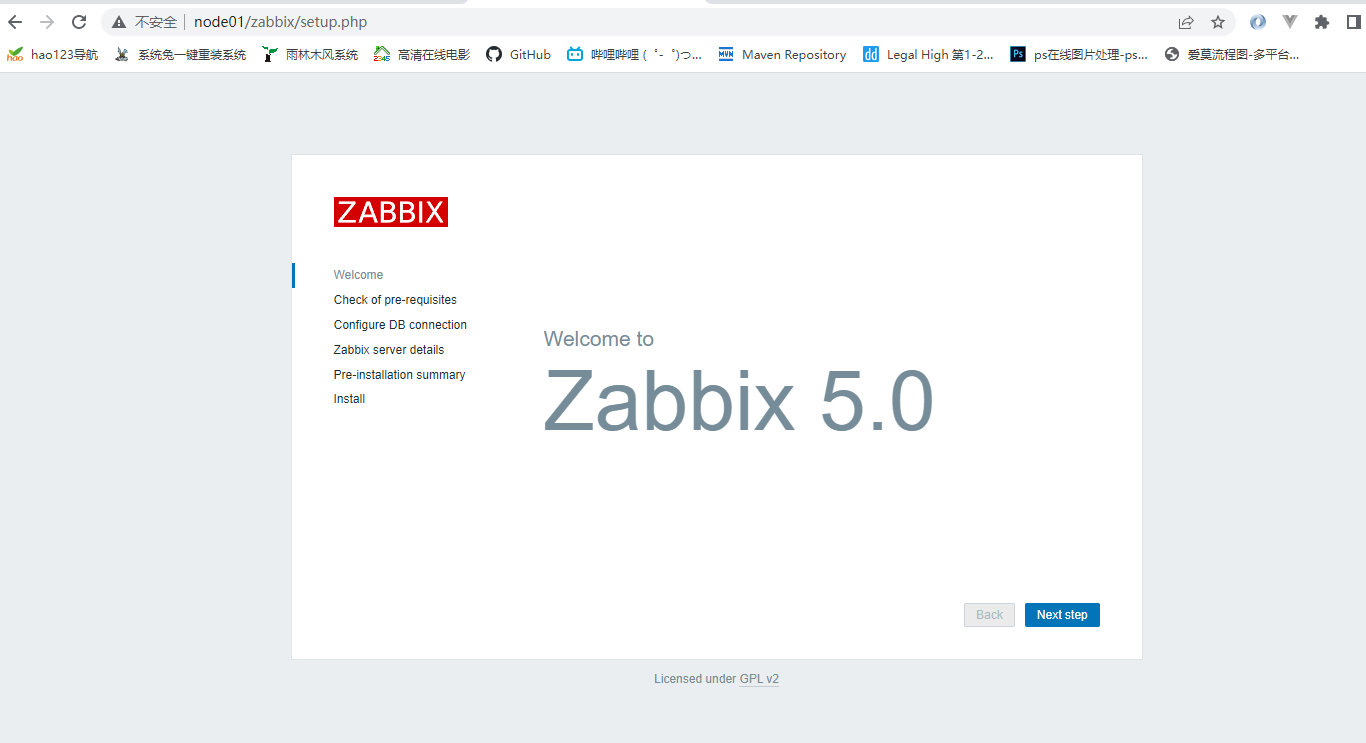 不安全 node01/zabbix/setup.php
hao123导航 系统兔一键重装系统 雨林木风系统 高清在线电影 GitHub 哔哩哔哩 ( ゜- ゜)つ... Maven Repository Legal High 第1-2... ps在线图片处理-ps... 爱莫流程图-多平台...
ZABBIX
Welcome
Check of pre-requisites
Configure DB connection
Zabbix server details
Pre-installation summary
Install
Welcome to
Zabbix 5.0
Back Next step
Licensed under GPL v2